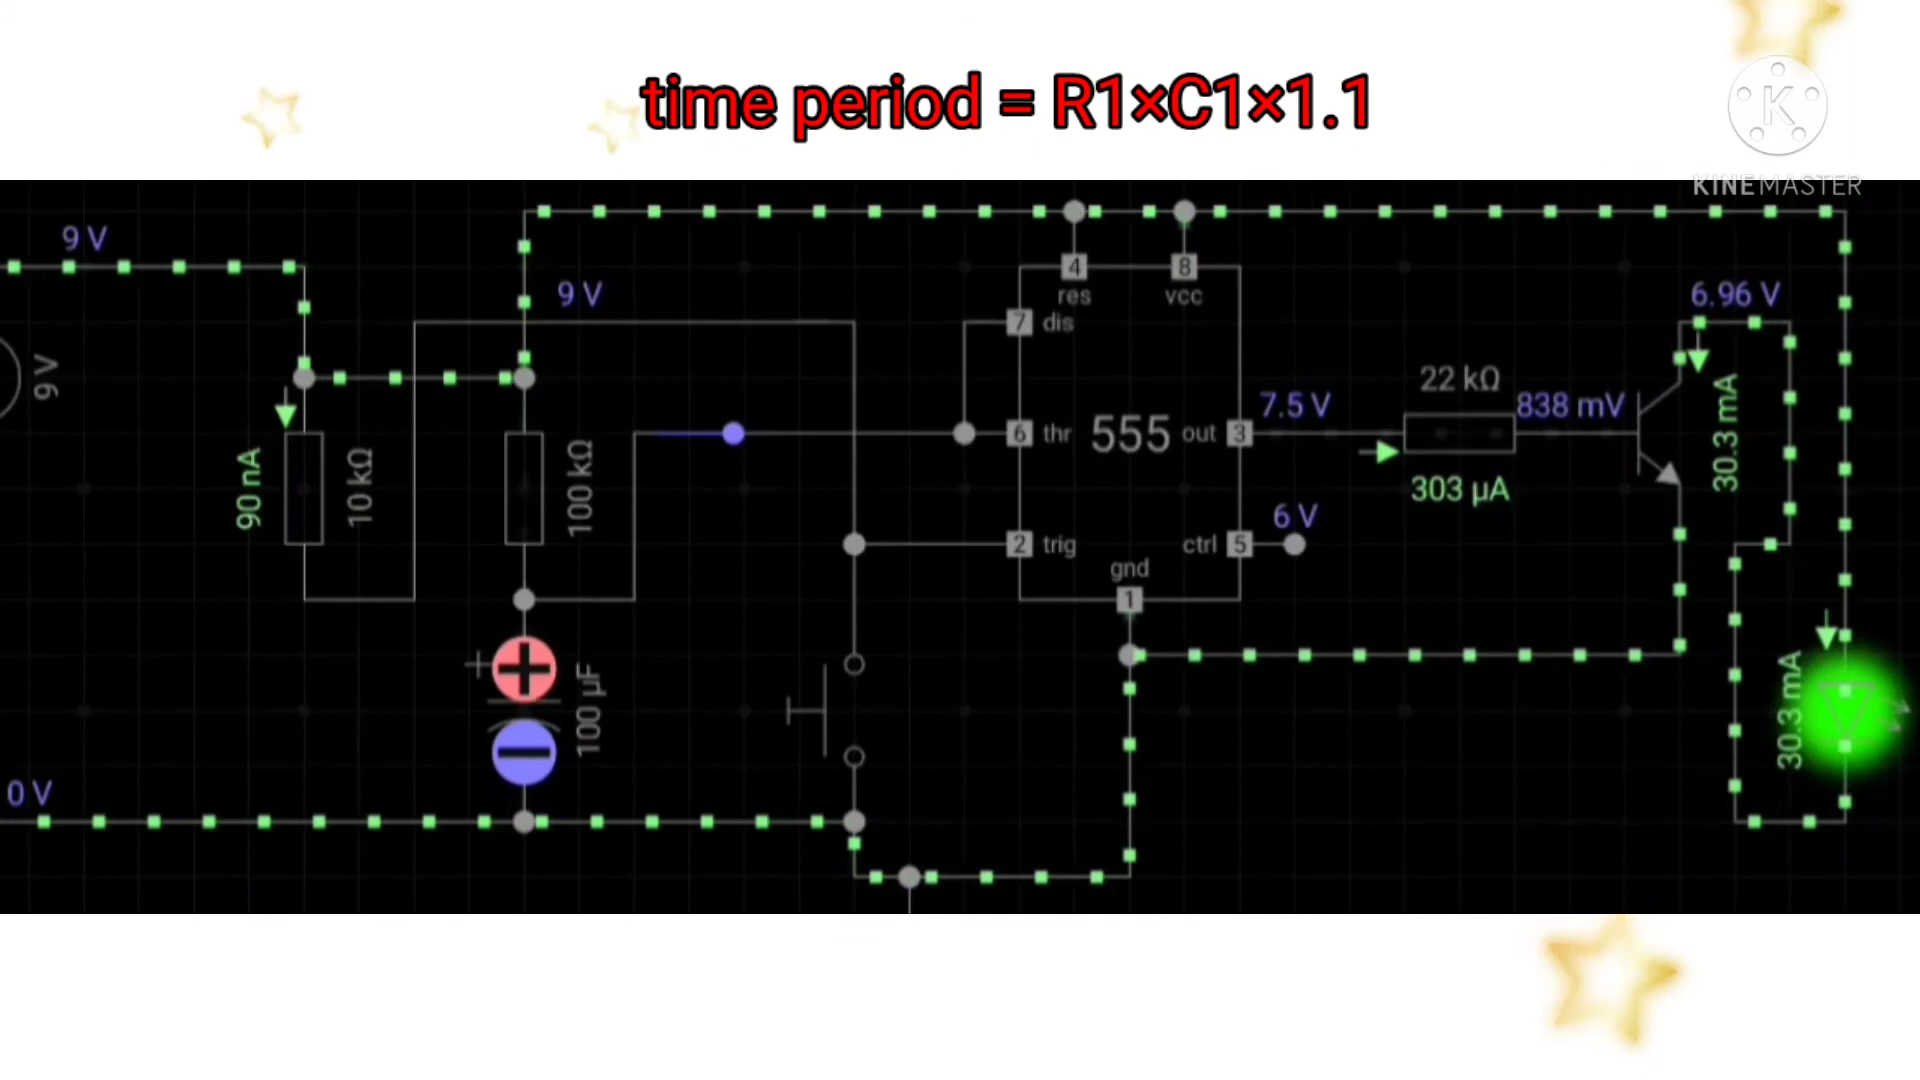 time period = R1×C1×1.1
K
KINEMASTER
9 V
9 V
9 V
90 nA
10 kΩ
100 kΩ
4
res
8
vcc
7
dis
6
thr
555
out
3
2
trig
ctrl
5
gnd
1
7.5 V
22 kΩ
838 mV
303 µA
6 V
6.96 V
30.3 mA
30.3 mA
100 µF
0 V